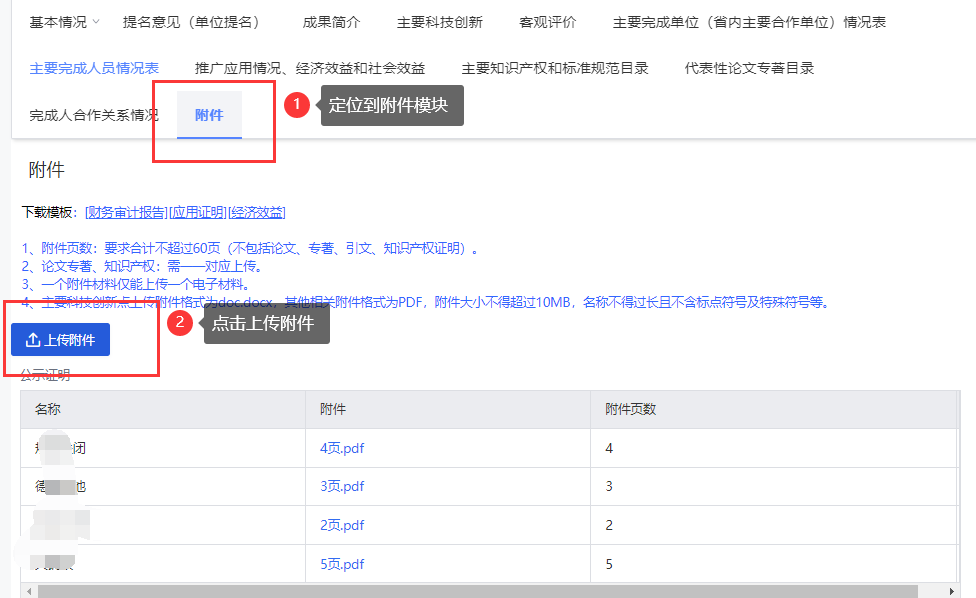 基本情况 提名意见（单位提名） 成果简介 主要科技创新 客观评价 主要完成单位（省内主要合作单位）情况表
主要完成人员情况表 推广应用情况、经济效益和社会效益 主要知识产权和标准规范目录 代表性论文专著目录
完成人合作关系情况 附件 1 定位到附件模块
附件
下载模板：[财务审计报告][应用证明][经济效益]
1、附件页数：要求合计不超过60页（不包括论文、专著、引文、知识产权证明）。
2、论文专著、知识产权：需一一对应上传。
3、一个附件材料仅能上传一个电子材料。
4、主要科技创新点上传附件格式为doc.docx，其他相关附件格式为PDF，附件大小不得超过10MB，名称不得过长且不含标点符号及特殊符号等。
2 点击上传附件
上传附件
公示证明
名称 附件 附件页数
闭 4页.pdf 4
德 也 3页.pdf 3
2页.pdf 2
5页.pdf 5